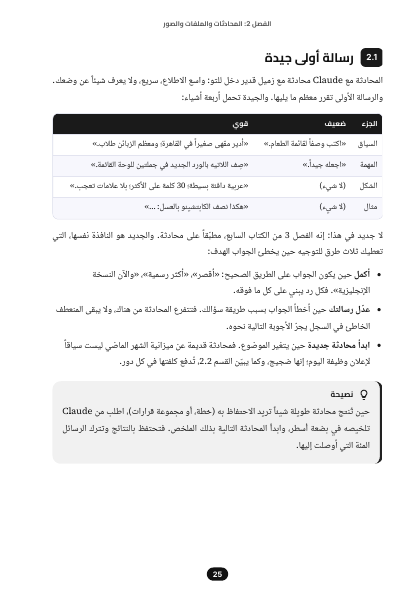 الفصل 2: المحادثات والملفات والصور
2.1 رسالة أولى جيدة
المحادثة مع Claude محادثة مع زميل قدير دخل للتو: واسع الاطلاع، سريع، ولا يعرف شيئاً عن وضعك.
والرسالة الأولى تقرر معظم ما يليها. والجيدة تحمل أربعة أشياء:
الجزء ضعيف قوي
السياق «اكتب وصفاً لقائمة الطعام.» «أدير مقهى صغيراً في القاهرة؛ ومعظم الزبائن طلاب.»
المهمة «اجعله جيداً.» «صِف اللاتيه بالورد الجديد في جملتين للوحة القائمة.»
الشكل (لا شيء) «عربية دافئة بسيطة؛ 30 كلمة على الأكثر؛ بلا علامات تعجب.»
مثال (لا شيء) «هكذا نصف الكابتشينو بالعسل: ...»
لا جديد في هذا: إنه الفصل 3 من الكتاب السابع، مطبّقاً على محادثة. والجديد هو النافذة نفسها، التي
تعطيك ثلاث طرق للتوجيه حين يخطئ الجواب الهدف:
• أكمل حين يكون الجواب على الطريق الصحيح: «أقصر»، «أكثر رسمية»، «والآن النسخة
الإنجليزية». فكل رد يبني على كل ما فوقه.
• عدّل رسالتك حين أخطأ الجواب بسبب طريقة سؤالك. فتتفرع المحادثة من هناك، ولا يبقى المنعطف
الخاطئ في السجل يجرّ الأجوبة التالية نحوه.
• ابدأ محادثة جديدة حين يتغير الموضوع. فمحادثة قديمة عن ميزانية الشهر الماضي ليست سياقاً
لإعلان وظيفة اليوم؛ إنها ضجيج، وكما يبيّن القسم 2.2، تُدفع كلفتها في كل دور.
نصيحة
حين تُنتج محادثة طويلة شيئاً تريد الاحتفاظ به (خطة، أو مجموعة قرارات)، اطلب من Claude
تلخيصه في بضعة أسطر، وابدأ المحادثة التالية بذلك الملخص. فتحتفظ بالنتائج وتترك الرسائل
المئة التي أوصلت إليها.
25